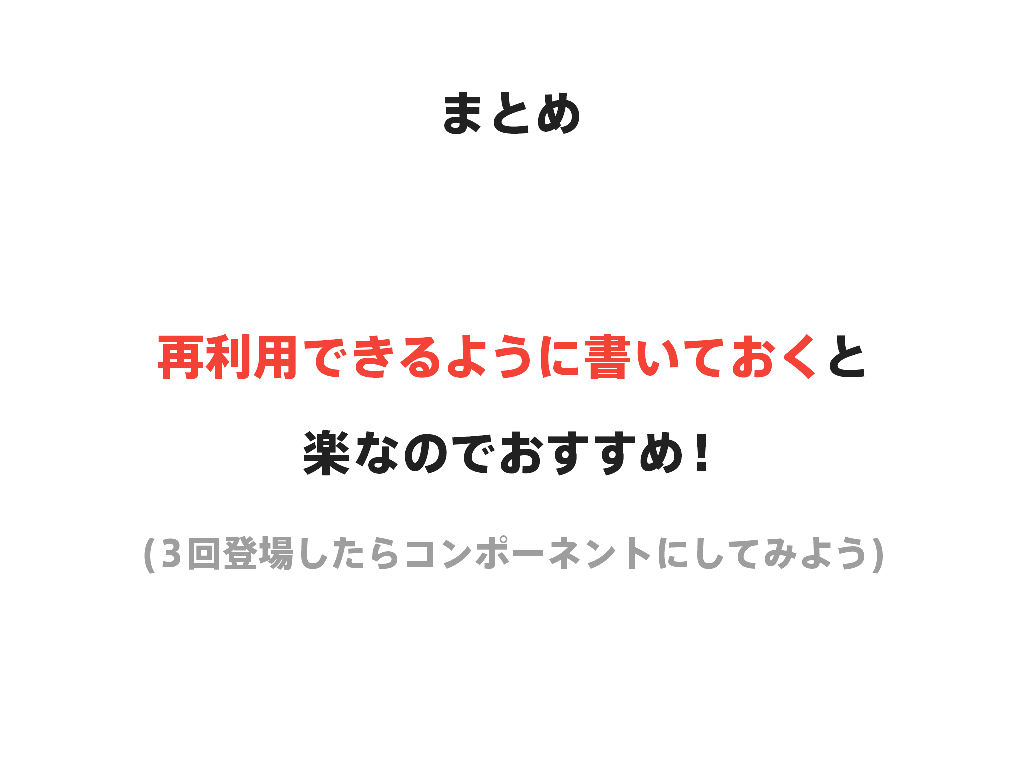 まとめ
再利用できるように書いておくと
楽なのでおすすめ!
(3回登場したらコンポーネントにしてみよう)